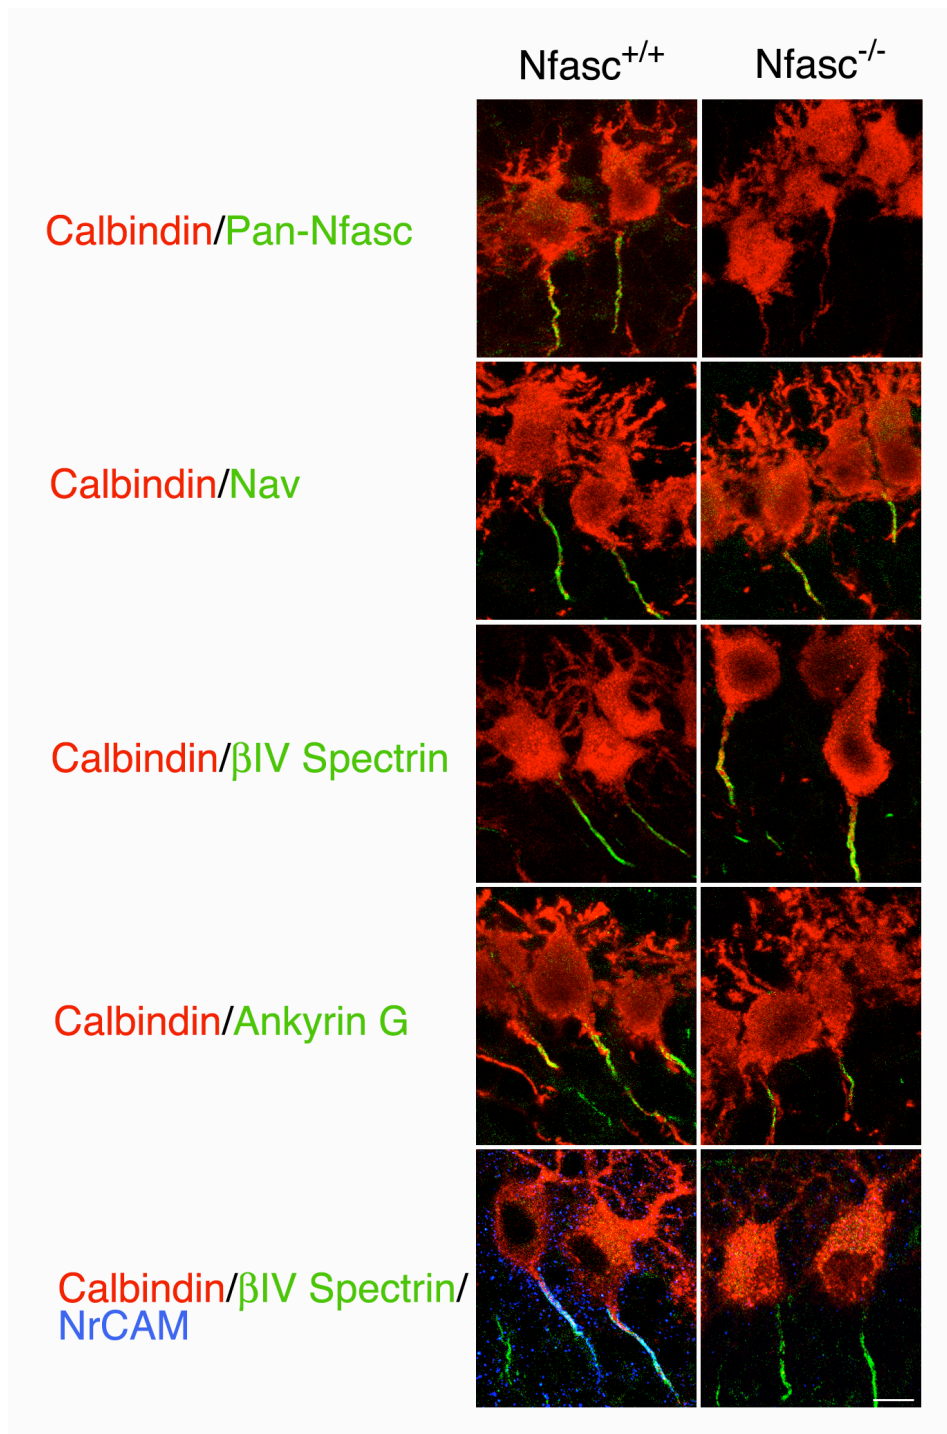 Nfasc+/+ Nfasc-/-
Calbindin/Pan-Nfasc
Calbindin/Nav
Calbindin/βIV Spectrin
Calbindin/Ankyrin G
Calbindin/βIV Spectrin/
NrCAM